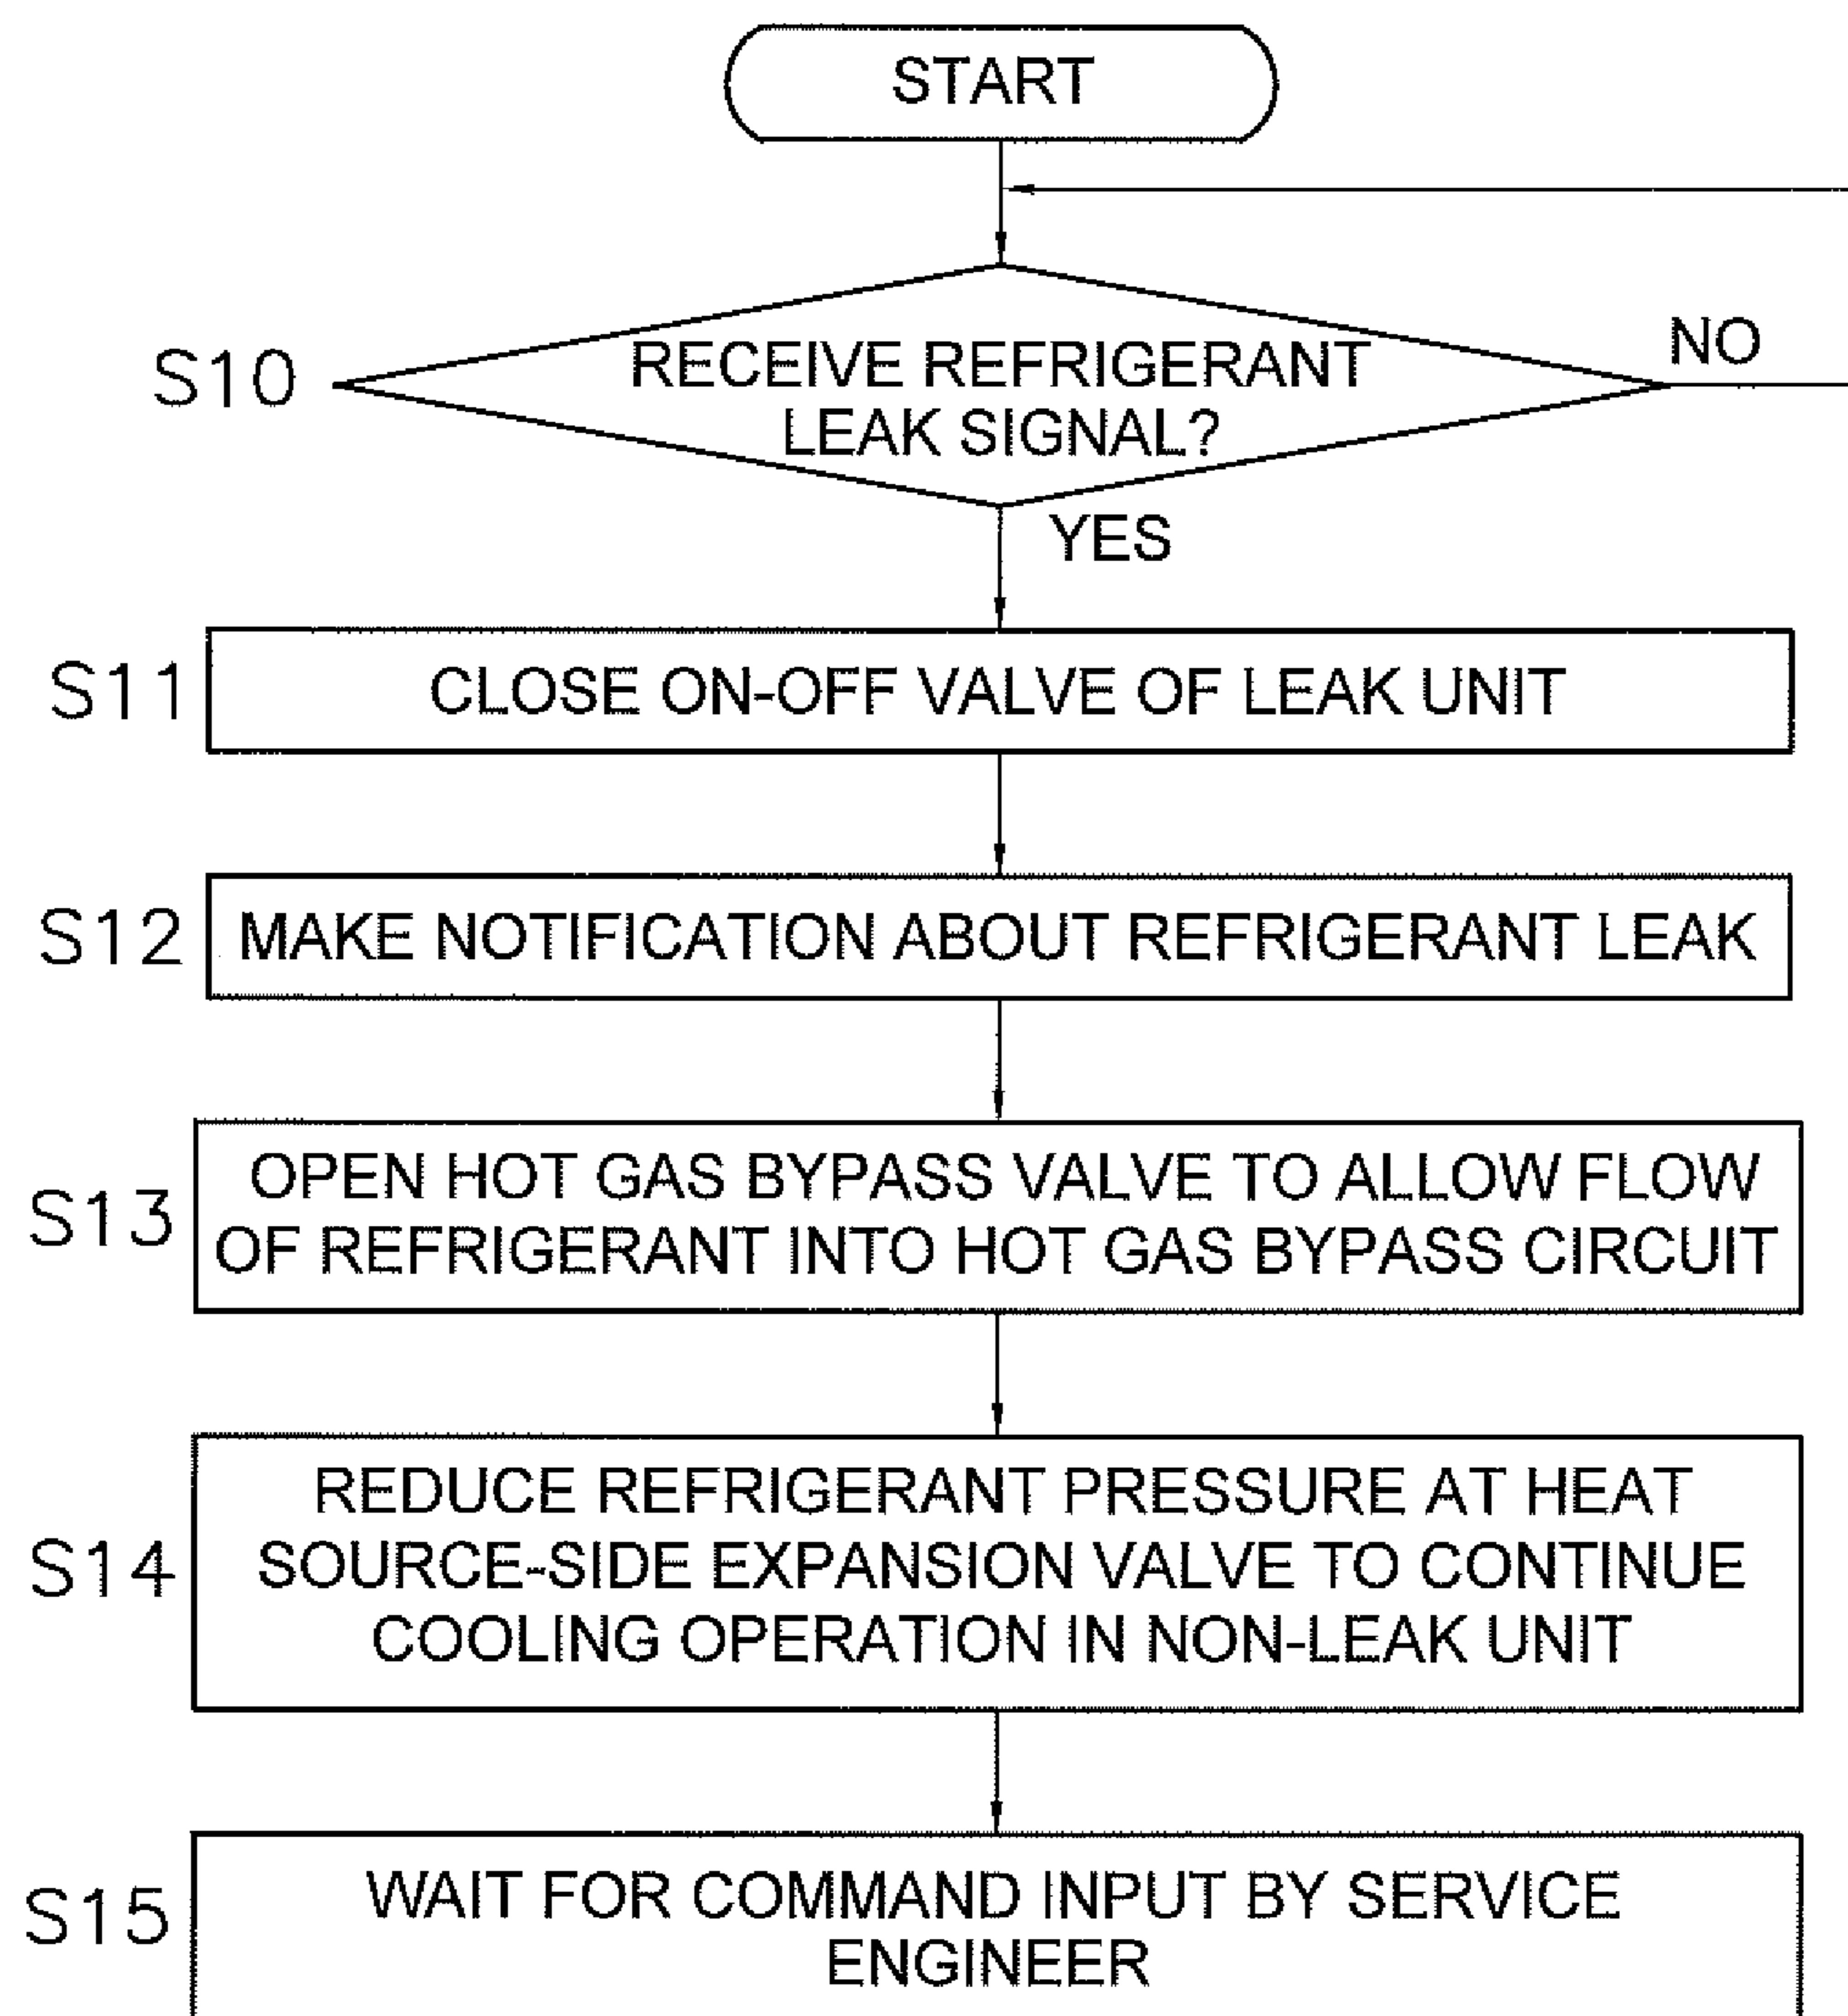 START
S10
RECEIVE REFRIGERANT
LEAK SIGNAL?
NO
YES
S11
CLOSE ON-OFF VALVE OF LEAK UNIT
S12
MAKE NOTIFICATION ABOUT REFRIGERANT LEAK
S13
OPEN HOT GAS BYPASS VALVE TO ALLOW FLOW
OF REFRIGERANT INTO HOT GAS BYPASS CIRCUIT
S14
REDUCE REFRIGERANT PRESSURE AT HEAT
SOURCE-SIDE EXPANSION VALVE TO CONTINUE
COOLING OPERATION IN NON-LEAK UNIT
S15
WAIT FOR COMMAND INPUT BY SERVICE
ENGINEER